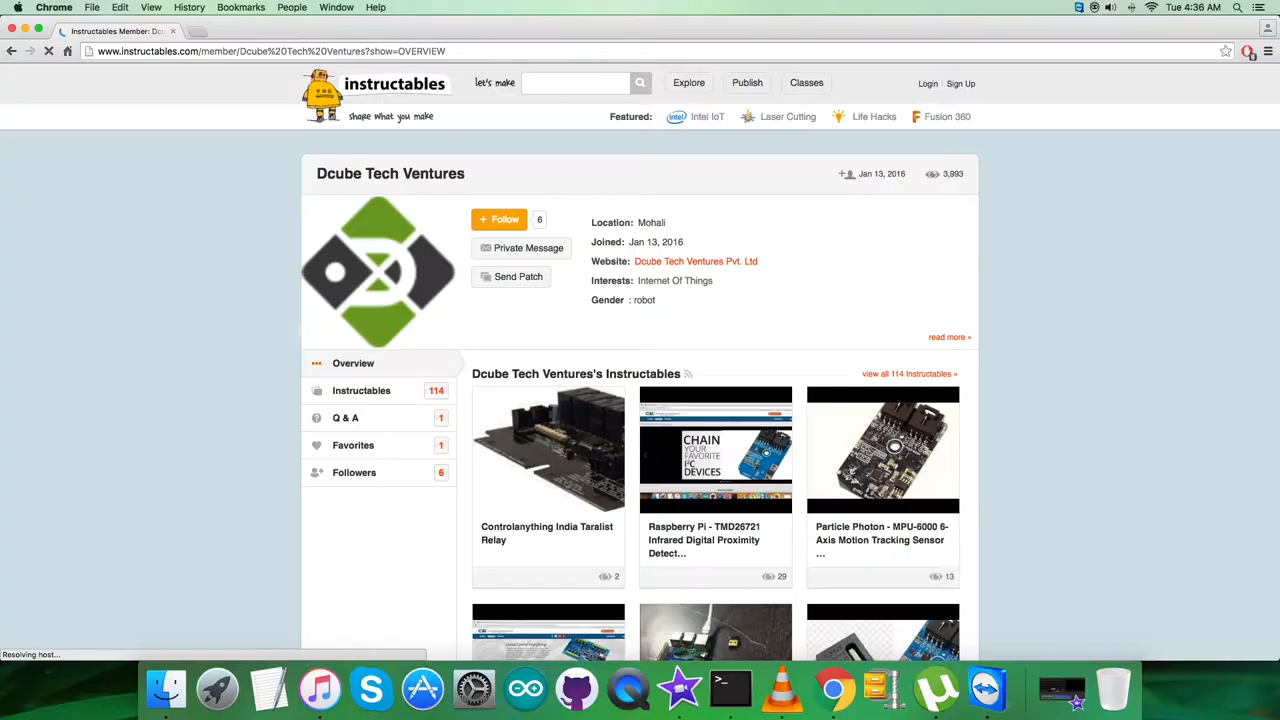 Chrome File Edit View History Bookmarks People Window Help Tue 4:36 AM
Instructables Member: Dcu
www.instructables.com/member/Dcube%20Tech%20Ventures?show=OVERVIEW
instructables let's make Explore Publish Classes Login Sign Up
share what you make
Featured: intel Intel IoT Laser Cutting Life Hacks Fusion 360
Dcube Tech Ventures Jan 13, 2016 3,993
+ Follow 6
Location: Mohali
Private Message
Joined: Jan 13, 2016
Website: Dcube Tech Ventures Pvt. Ltd
Send Patch
Interests: Internet Of Things
Gender : robot
read more »
Overview
Instructables 114
Q & A 1
Favorites 1
Followers 6
Dcube Tech Ventures's Instructables view all 114 Instructables »
CHAIN
YOUR
FAVORITE
I²C
DEVICES
Controlanything India Taralist
Relay
2
Raspberry Pi - TMD26721
Infrared Digital Proximity
Detect...
29
Particle Photon - MPU-6000 6-
Axis Motion Tracking Sensor
...
13
Resolving host...